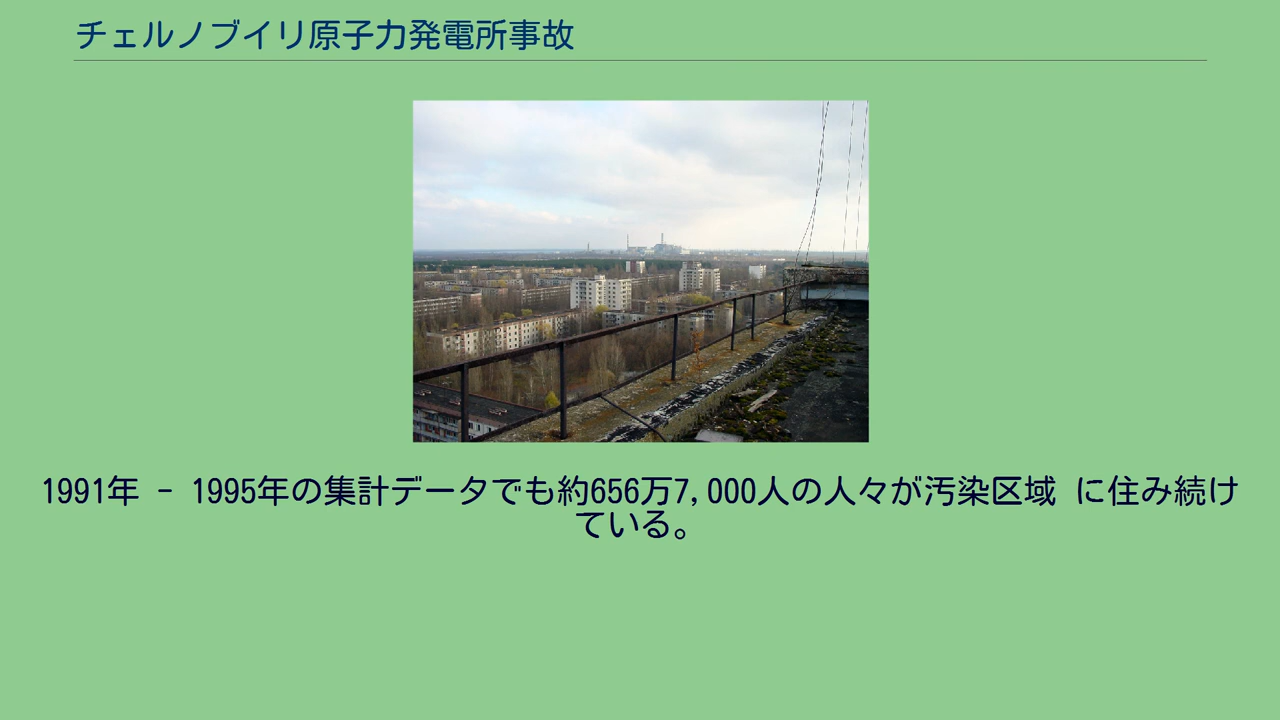 チェルノブイリ原子力発電所事故
1991年 - 1995年の集計データでも約656万7,000人の人々が汚染区域 に住み続け
ている。